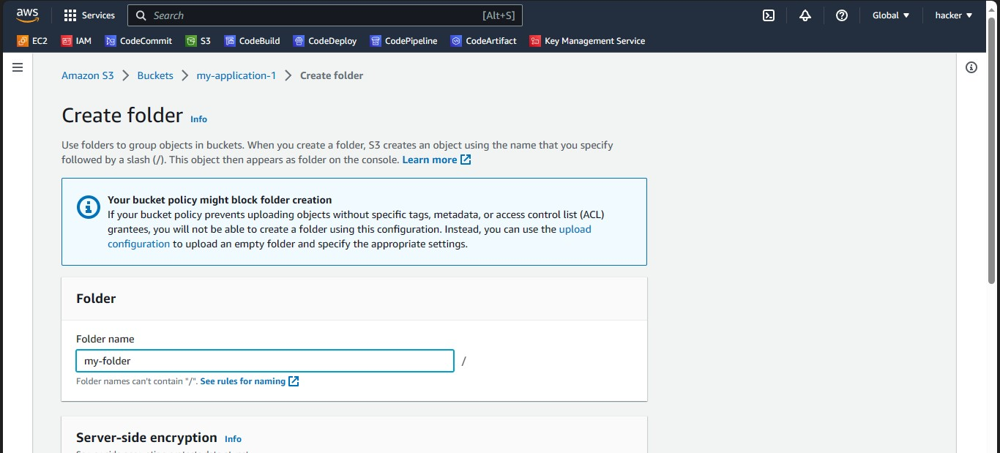 aws Services Search [Alt+S] Global ▼ hacker ▼
EC2 IAM CodeCommit S3 CodeBuild CodeDeploy CodePipeline CodeArtifact Key Management Service
Amazon S3 > Buckets > my-application-1 > Create folder
Create folder Info
Use folders to group objects in buckets. When you create a folder, S3 creates an object using the name that you specify
followed by a slash (/). This object then appears as folder on the console. Learn more
Your bucket policy might block folder creation
If your bucket policy prevents uploading objects without specific tags, metadata, or access control list (ACL)
grantees, you will not be able to create a folder using this configuration. Instead, you can use the upload
configuration to upload an empty folder and specify the appropriate settings.
Folder
Folder name
my-folder /
Folder names can't contain "/". See rules for naming
Server-side encryption Info